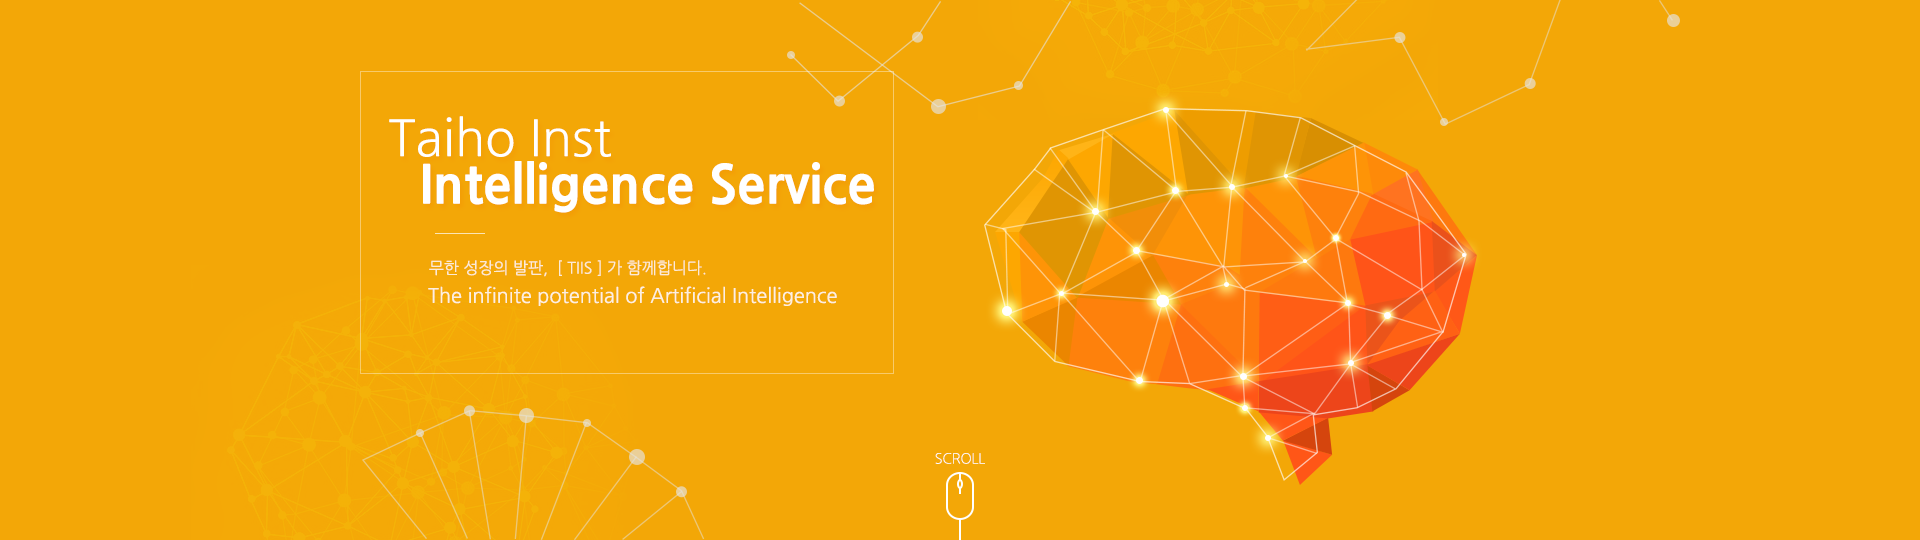 Taiho Inst
Intelligence Service
무한 성장의 발판, [ TIIS ] 가 함께합니다.
The infinite potential of Artificial Intelligence
SCROLL